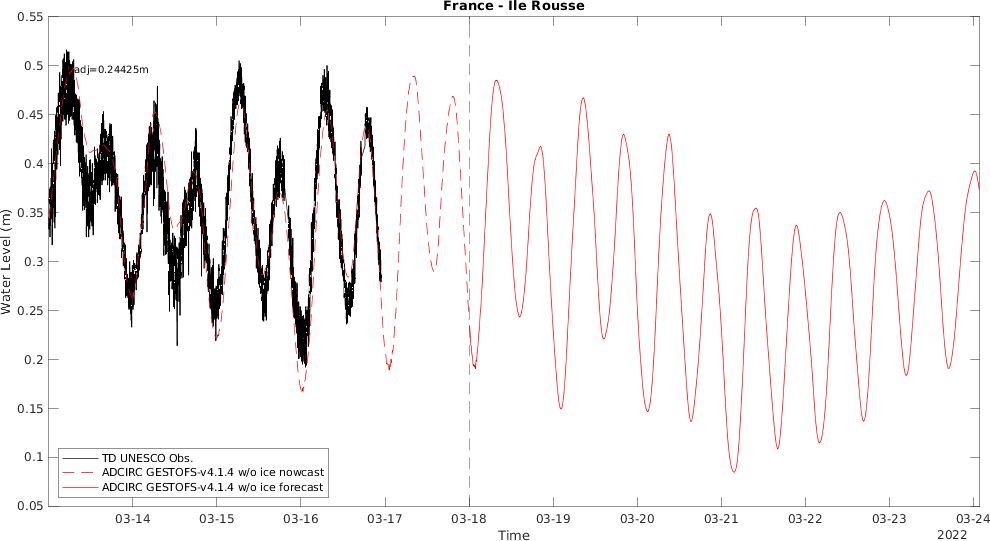 France - Ile Rousse
adj=0.24425m
Water Level (m)
0.55
0.5
0.45
0.4
0.35
0.3
0.25
0.2
0.15
0.1
0.05
TD UNESCO Obs.
ADCIRC GESTOFS-v4.1.4 w/o ice nowcast
ADCIRC GESTOFS-v4.1.4 w/o ice forecast
03-14 03-15 03-16 03-17 03-18 03-19 03-20 03-21 03-22 03-23 03-24
Time
2022